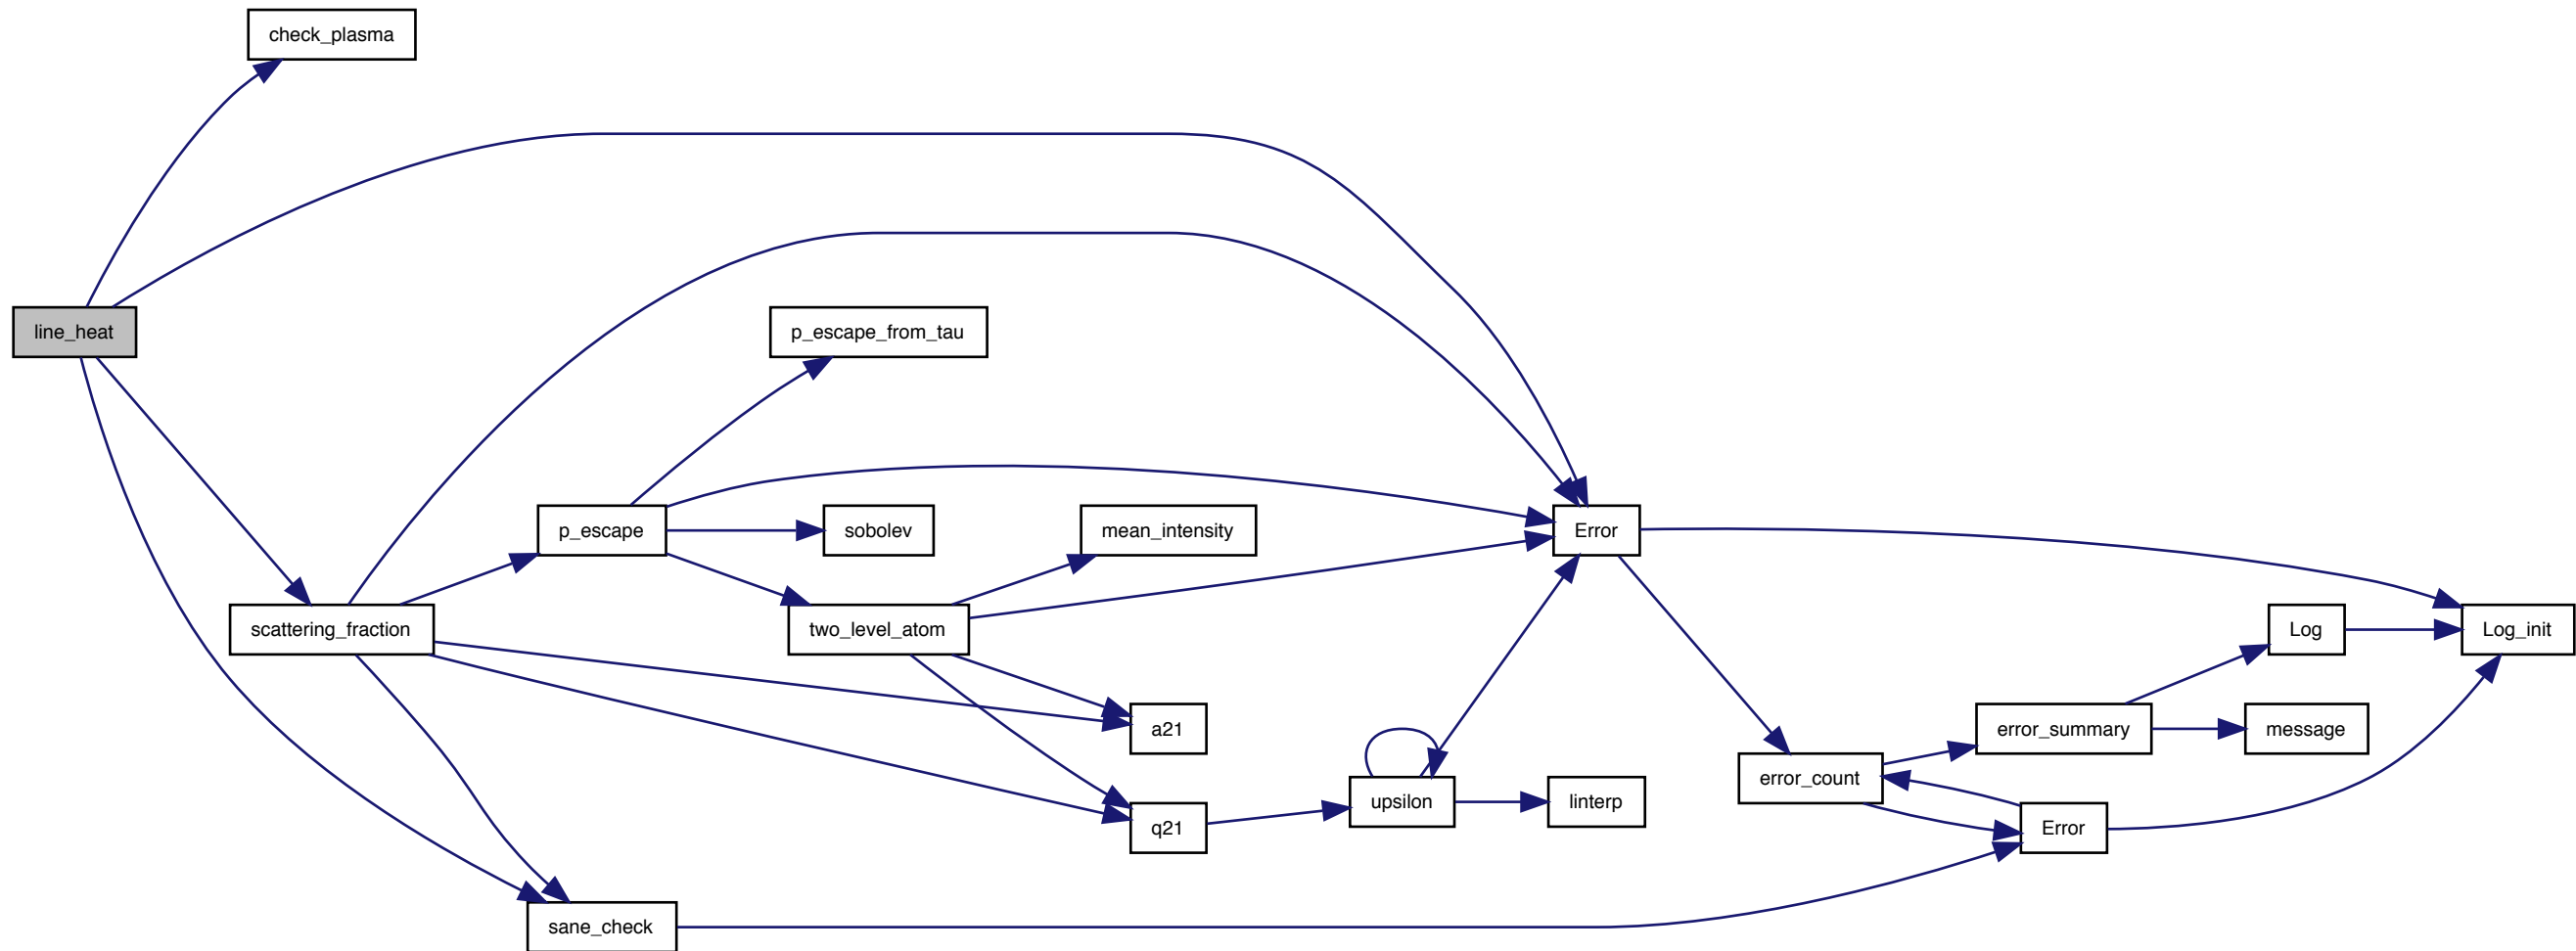 check_plasma
line_heat
p_escape_from_tau
p_escape
sobolev
mean_intensity
Error
scattering_fraction
two_level_atom
Log
Log_init
a21
error_summary
message
error_count
upsilon
linterp
q21
Error
sane_check